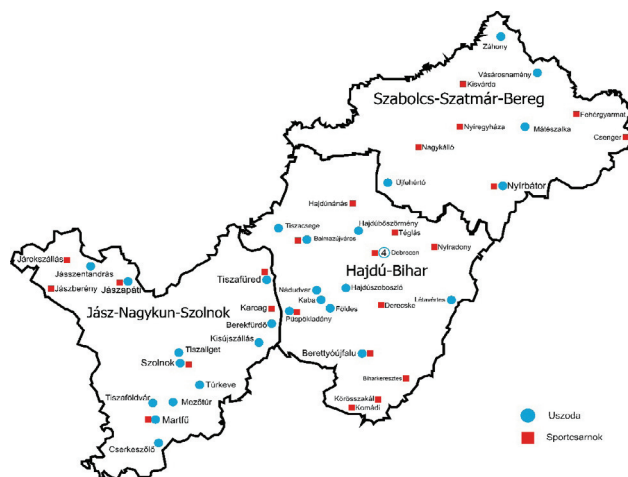 Záhony
Vásárosnamény
Kisvárda
Szabolcs-Szatmár-Bereg
Fehérgyarmat
Nyíregyháza
Mátészalka
Csenger
Nagykálló
Újfehértó
Nyírbátor
Hajdúnánás
Tiszacsege
Hajdúböszörmény
Téglás
Balmazújváros
Nyíradony
4 Debrecen
Járokszállás
Jásszentandrás
Hajdú-Bihar
Tiszafüred
Jászberény
Jászapáti
Nádudvar
Hajdúszoboszló
Kaba
Létavértes
Jász-Nagykun-Szolnok
Karcag
Földes
Derecske
Püspökladány
Berekfürdő
Kisújszállás
Tiszaliget
Berettyóújfalu
Szolnok
Biharkeresztes
Túrkeve
Tiszaföldvár
Mezőtúr
Körösszakál
Komádi
Martfű
Uszoda
Cserkeszőlő
Sportcsarnok